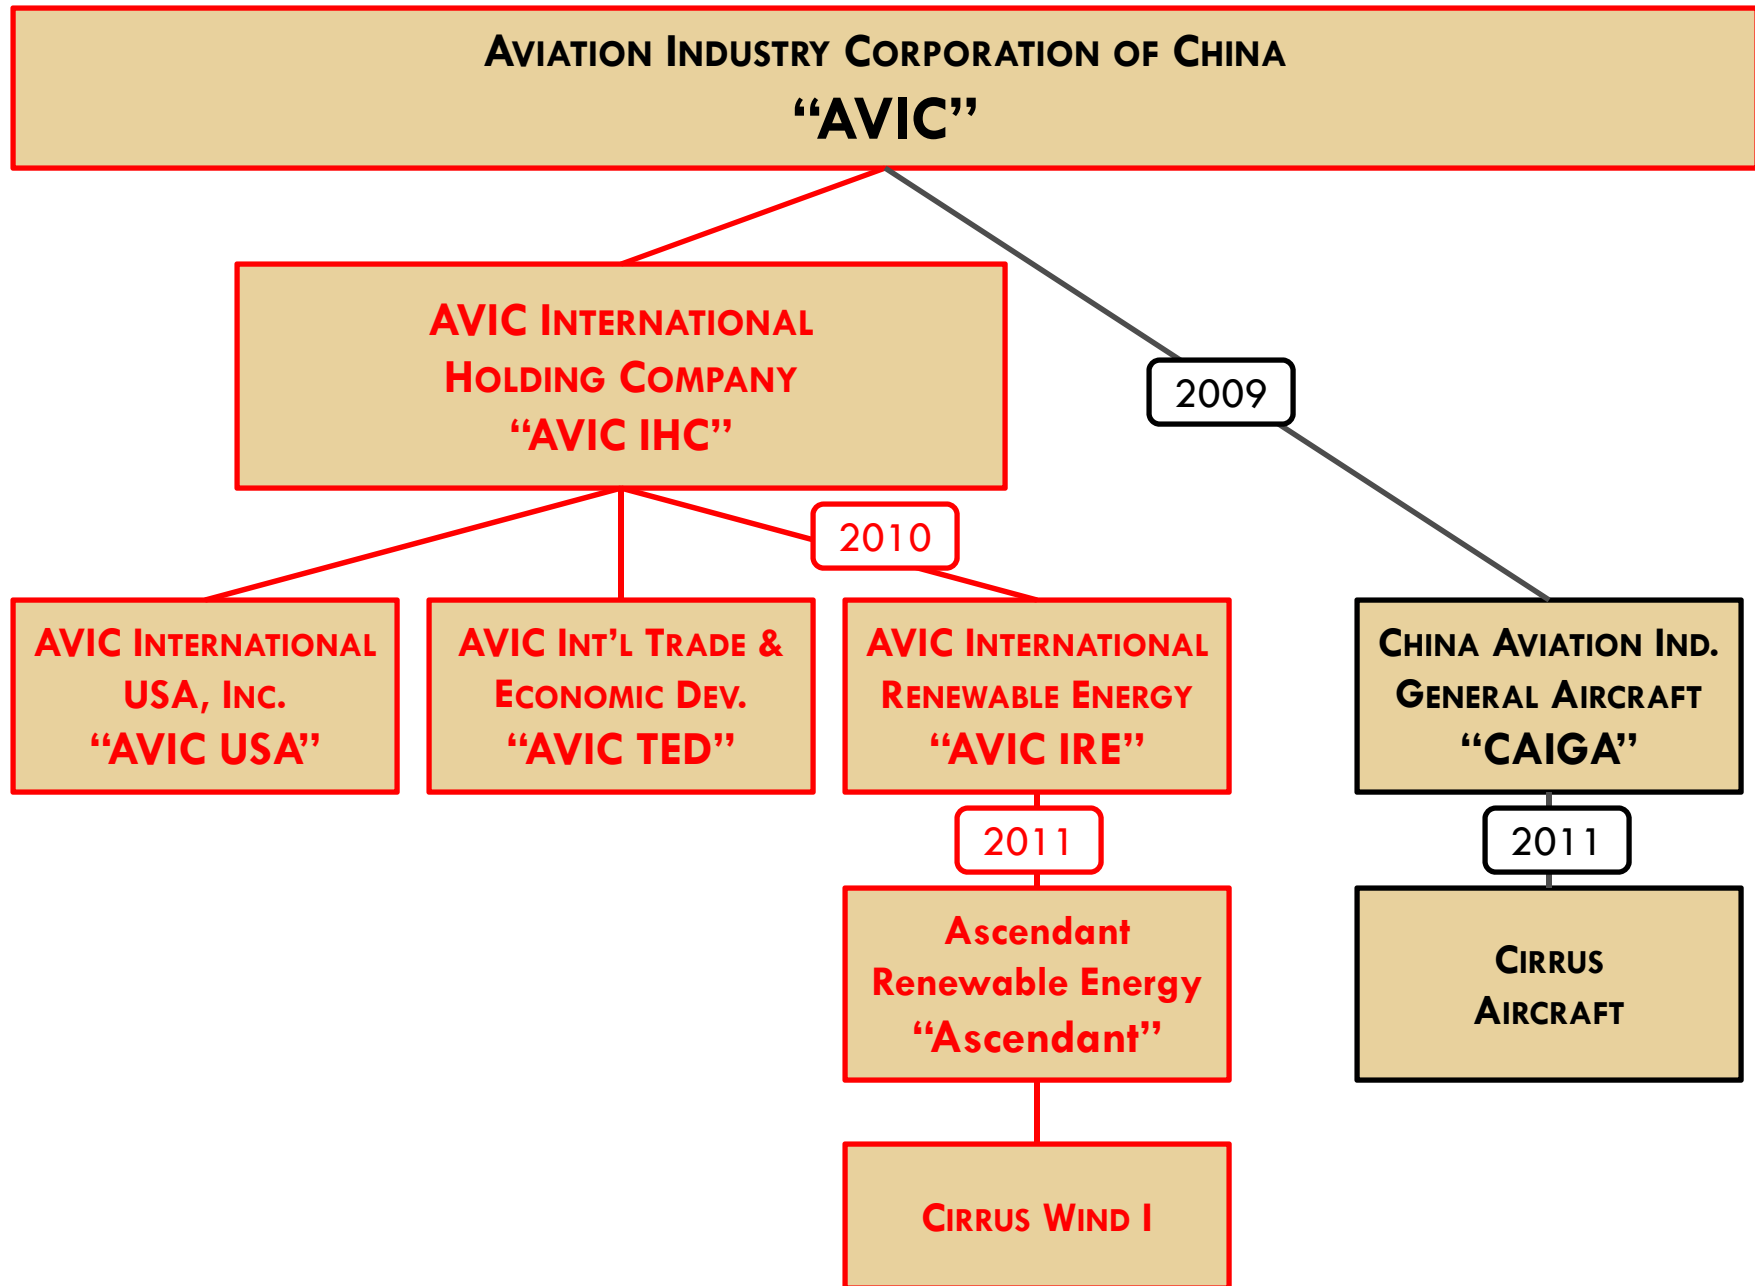 AVIATION INDUSTRY CORPORATION OF CHINA
“AVIC”
AVIC INTERNATIONAL
HOLDING COMPANY
“AVIC IHC”
2009
2010
AVIC INTERNATIONAL
USA, INC.
“AVIC USA”
AVIC INT’L TRADE &
ECONOMIC DEV.
“AVIC TED”
AVIC INTERNATIONAL
RENEWABLE ENERGY
“AVIC IRE”
CHINA AVIATION IND.
GENERAL AIRCRAFT
“CAIGA”
2011
2011
Ascendant
Renewable Energy
“Ascendant”
CIRRUS
AIRCRAFT
CIRRUS WIND I